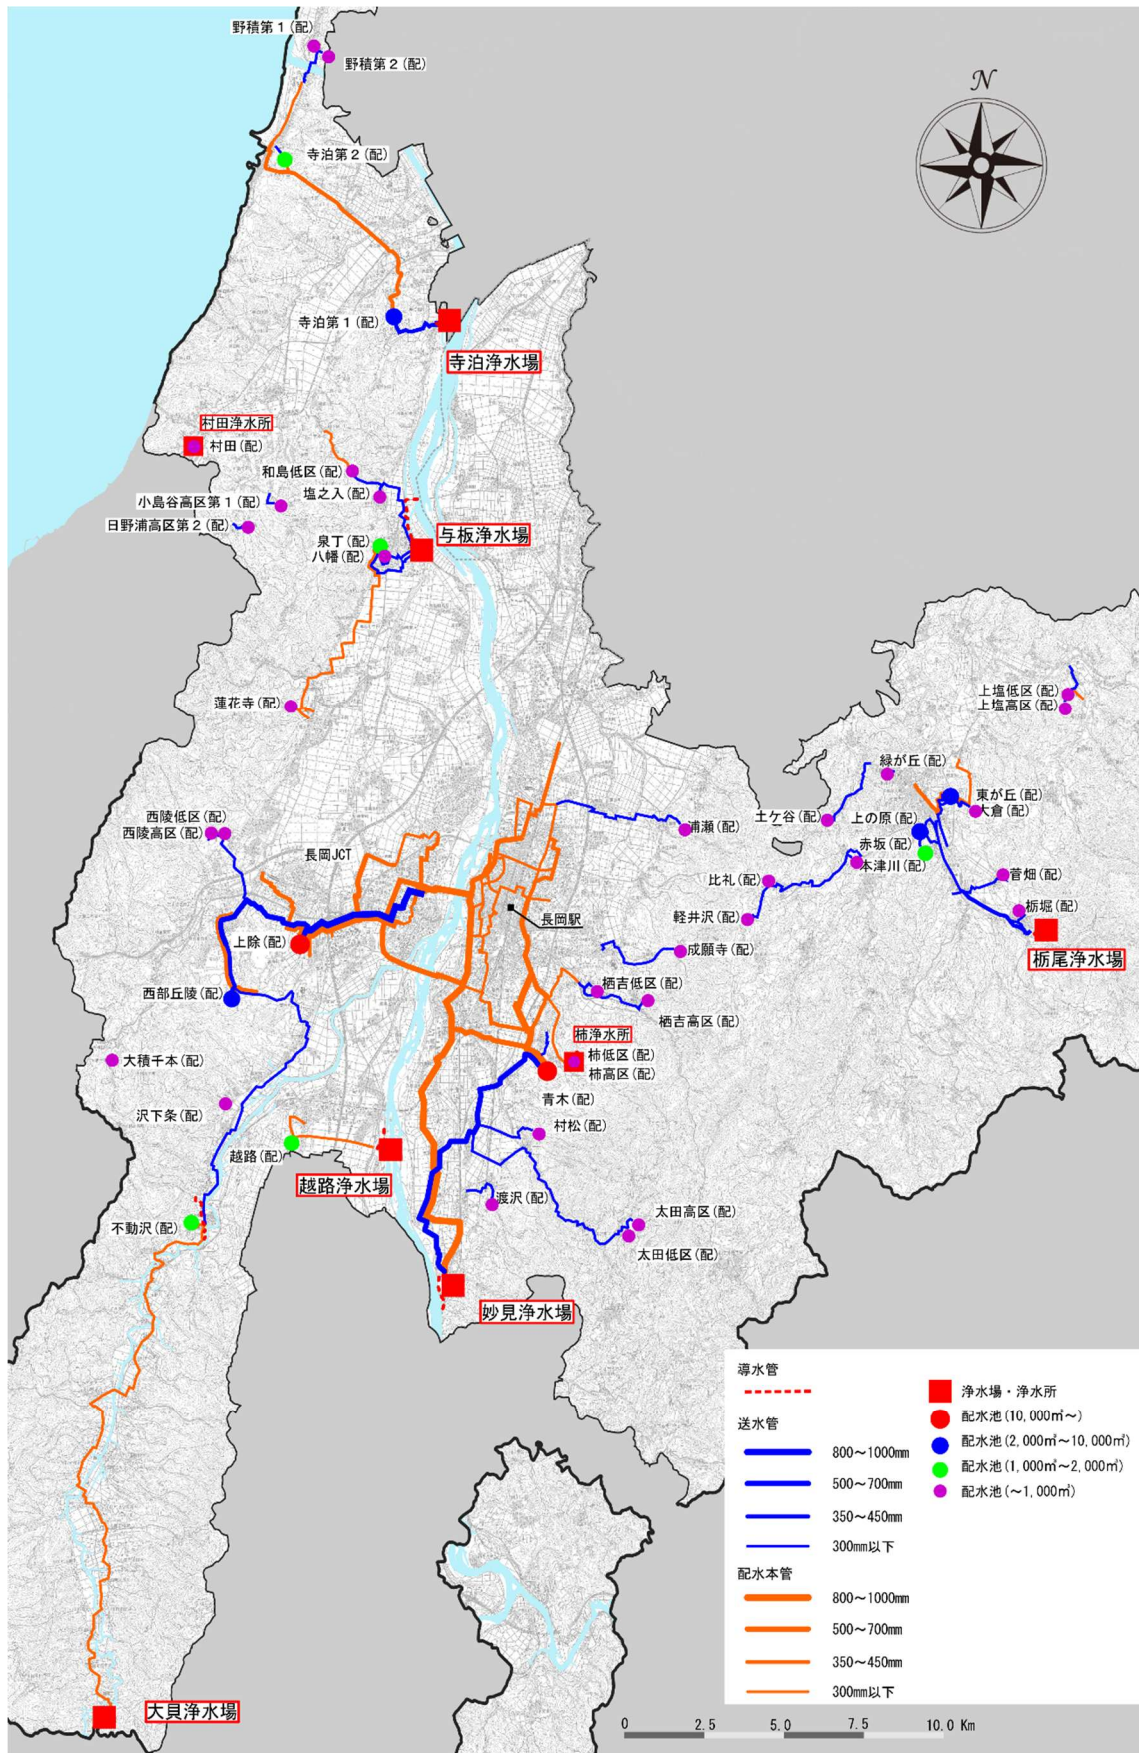 野積第1(配)
野積第2(配)
N
寺泊第2(配)
寺泊第1(配)
寺泊浄水場
村田浄水所
村田(配)
和島低区(配)
塩之入(配)
小島谷高区第1(配)
日野浦高区第2(配)
与板浄水場
泉丁(配)
八幡(配)
蓮花寺(配)
上塩低区(配)
上塩高区(配)
緑が丘(配)
東が丘(配)
大倉(配)
土ケ谷(配)
上の原(配)
赤坂(配)
本津川(配)
浦瀬(配)
西陵低区(配)
西陵高区(配)
長岡JCT
比礼(配)
菅畑(配)
軽井沢(配)
栃堀(配)
長岡駅
栃尾浄水場
上除(配)
成願寺(配)
西部丘陵(配)
栖吉低区(配)
栖吉高区(配)
柿浄水所
柿低区(配)
柿高区(配)
大積千本(配)
青木(配)
沢下条(配)
村松(配)
越路(配)
越路浄水場
渡沢(配)
太田高区(配)
太田低区(配)
不動沢(配)
妙見浄水場
大貝浄水場
導水管
送水管
800～1000mm
500～700mm
350～450mm
300mm以下
配水本管
800～1000mm
500～700mm
350～450mm
300mm以下
浄水場・浄水所
配水池(10,000㎥～)
配水池(2,000㎥～10,000㎥)
配水池(1,000㎥～2,000㎥)
配水池(～1,000㎥)
0 2.5 5.0 7.5 10.0 Km